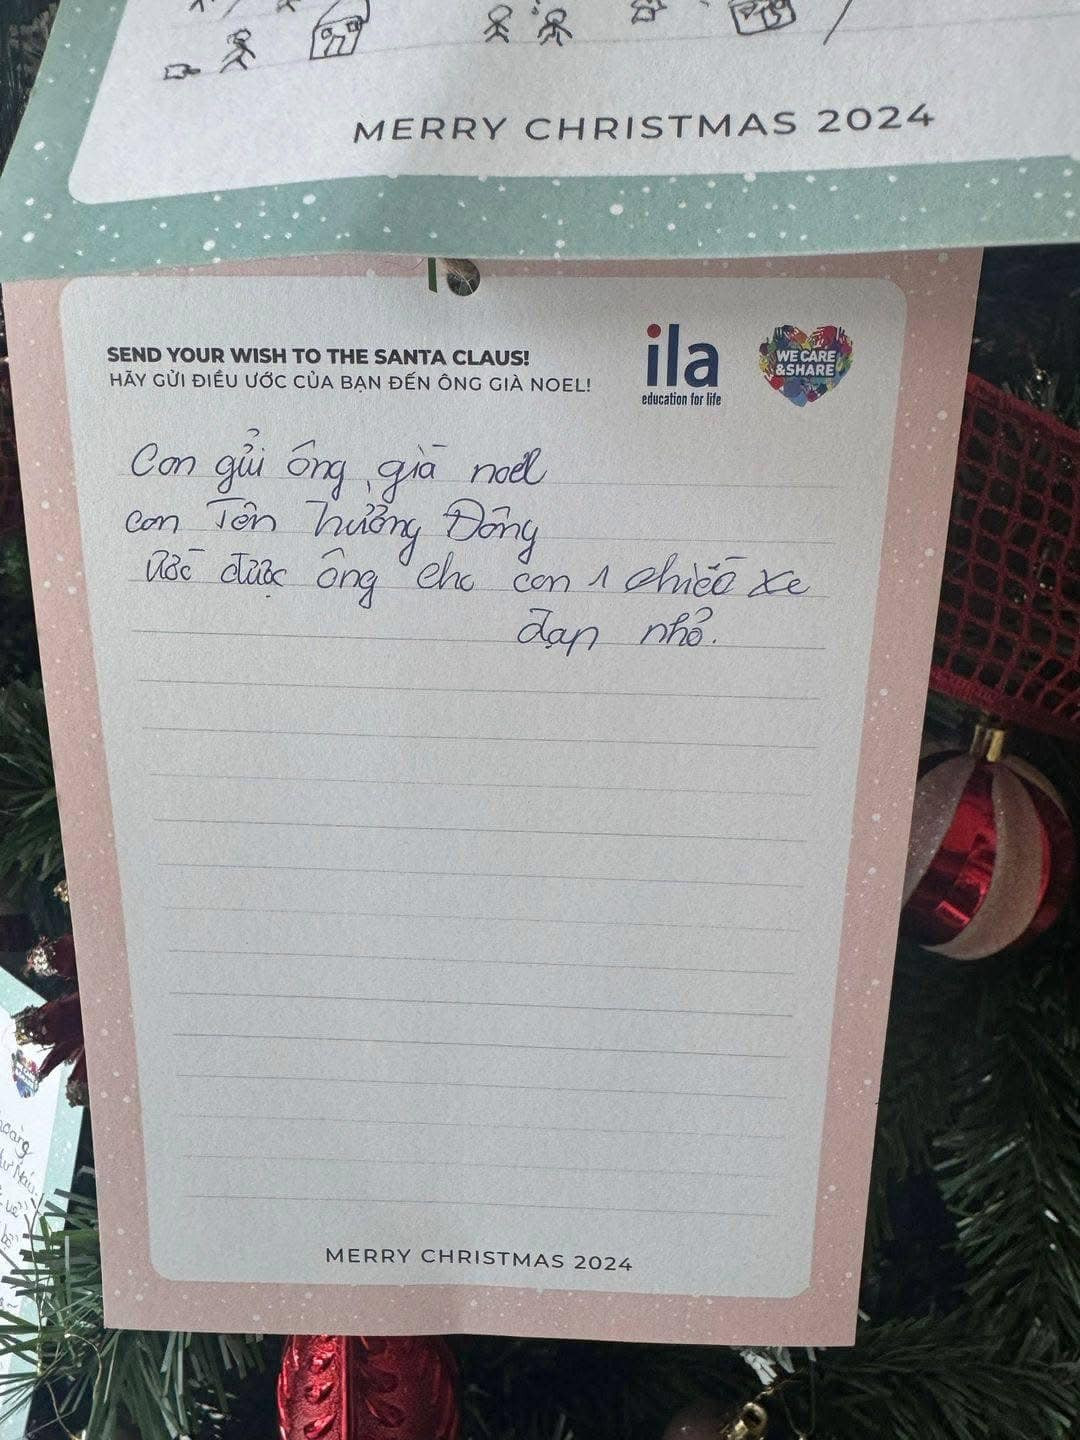 MERRY CHRISTMAS 2024
SEND YOUR WISH TO THE SANTA CLAUS!
HÃY GỬI ĐIỀU ƯỚC CỦA BẠN ĐẾN ÔNG GIÀ NOEL!
ila
education for life
WE CARE
& SHARE
Con gửi ông già noel
con Tên Hướng Đông
ước được ông cho con 1 chiếc xe
đạp nhỏ.
MERRY CHRISTMAS 2024